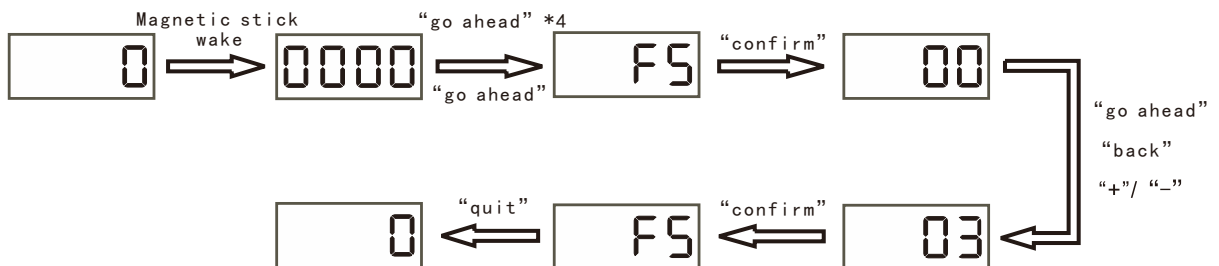 Magnetic stick
wake
“go ahead” *4
“go ahead”
“confirm”
0
0000
FS
00
“go ahead”
“back”
“+”/ “−”
“quit”
“confirm”
0
FS
03